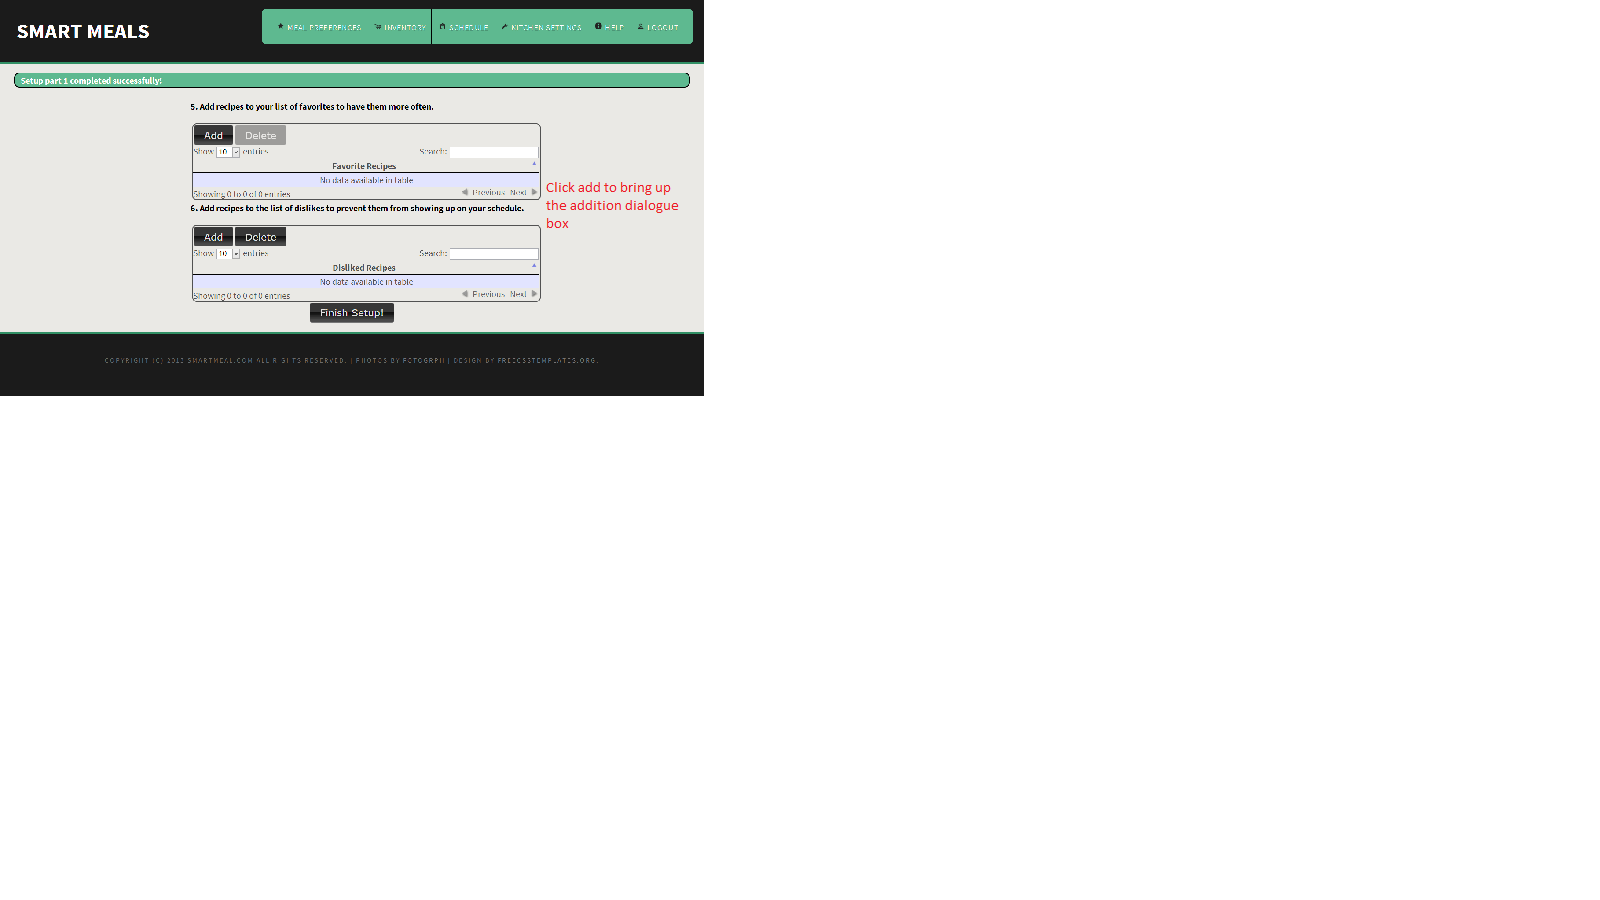 SMART MEALS
MEAL PREFERENCES INVENTORY SCHEDULE KITCHEN SETTINGS HELP LOGOUT
Setup part 1 completed successfully!
5. Add recipes to your list of favorites to have them more often.
Add Delete
Show 10 entries Search:
Favorite Recipes
No data available in table
Showing 0 to 0 of 0 entries Previous Next
Click add to bring up
the addition dialogue
box
6. Add recipes to the list of dislikes to prevent them from showing up on your schedule.
Add Delete
Show 10 entries Search:
Disliked Recipes
No data available in table
Showing 0 to 0 of 0 entries Previous Next
Finish Setup!
COPYRIGHT (C) 2013 SMARTMEAL.COM ALL RIGHTS RESERVED. | PHOTOS BY FOTOGRPH | DESIGN BY FREECSSTEMPLATES.ORG.